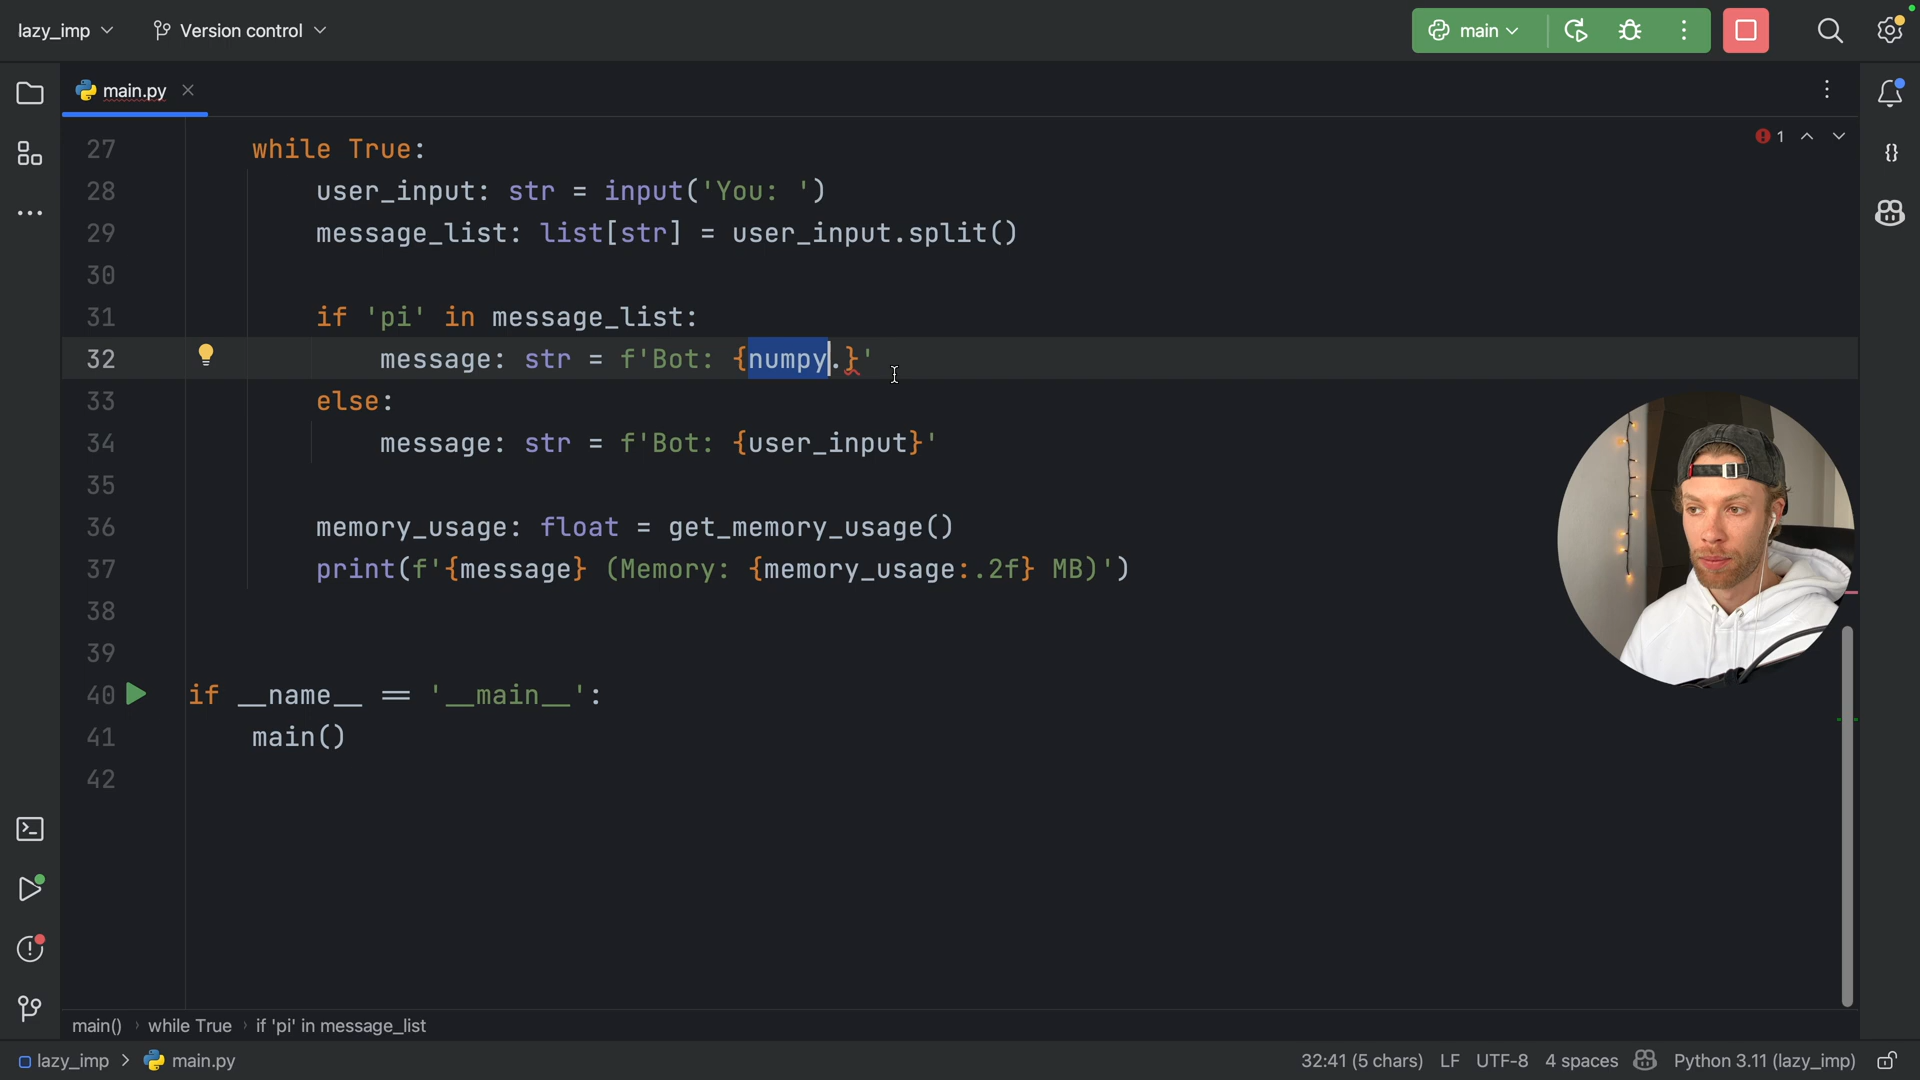 lazy_imp
Version control
main
main.py
1
27 while True:
28 user_input: str = input('You: ')
29 message_list: list[str] = user_input.split()
30
31 if 'pi' in message_list:
32 message: str = f'Bot: {numpy.}'
33 else:
34 message: str = f'Bot: {user_input}'
35
36 memory_usage: float = get_memory_usage()
37 print(f'{message} (Memory: {memory_usage:.2f} MB)')
38
39
40 if __name__ == '__main__':
41 main()
42
main() › while True › if 'pi' in message_list
lazy_imp > main.py
32:41 (5 chars) LF UTF-8 4 spaces Python 3.11 (lazy_imp)